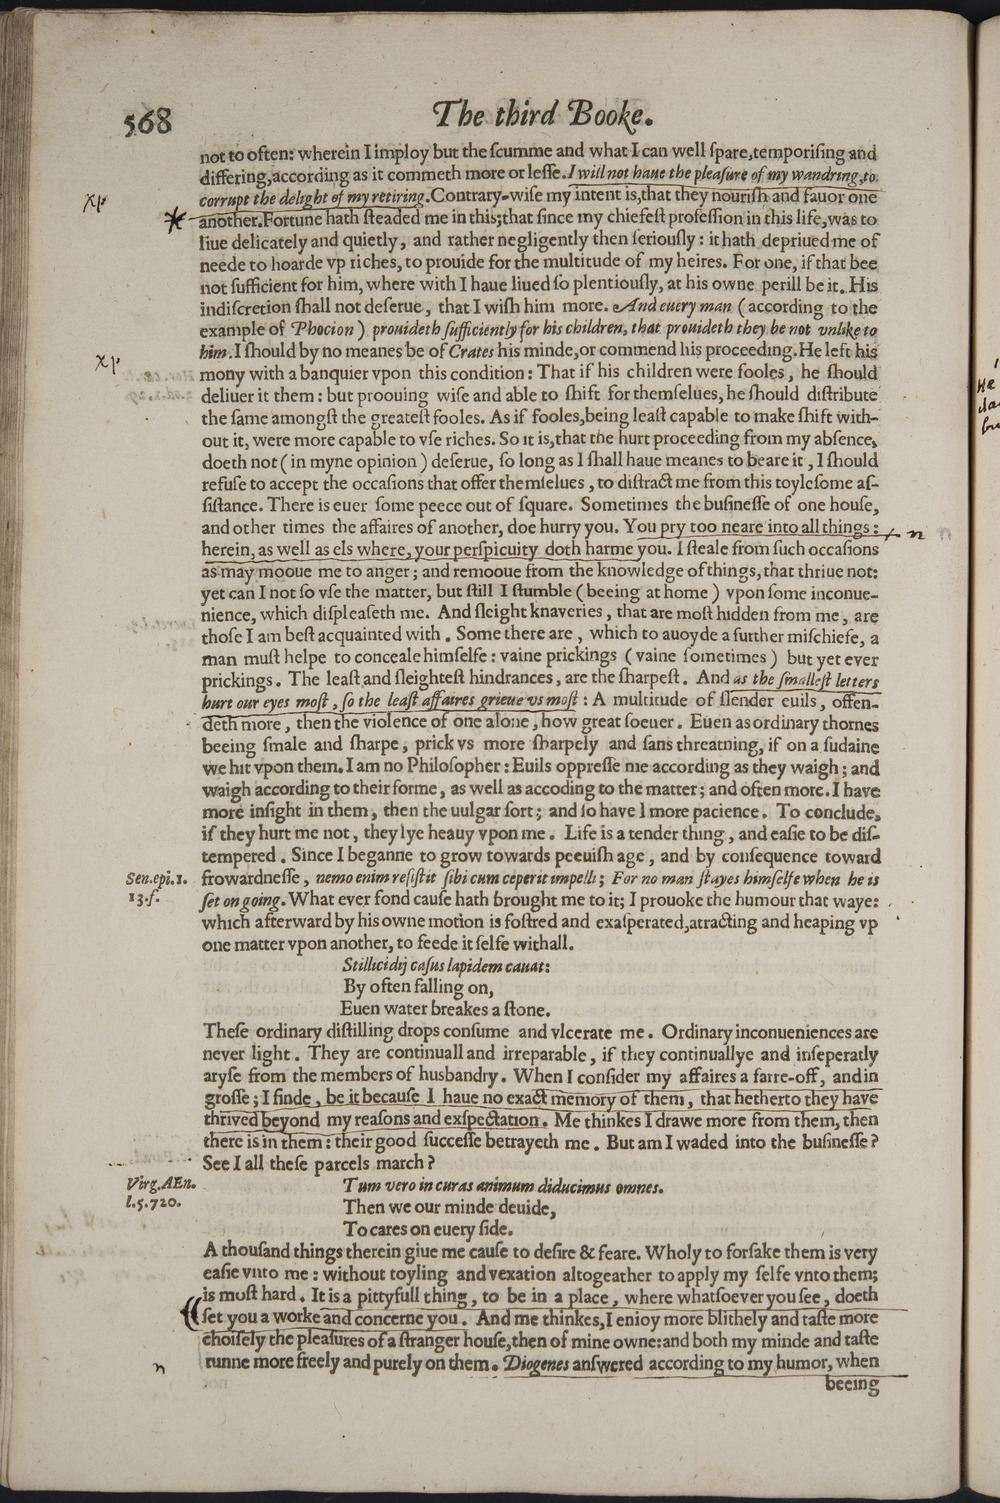 568
The third Booke.
not to often: wherein I imploy but the ſcumme and what I can well ſpare, temporiſing and
differing, according as it commeth more or leſſe. I will not haue the pleaſure of my wandring, to
corrupt the delight of my retiring. Contrary-wiſe my intent is, that they nouriſh and fauor one
another. Fortune hath ſteaded me in this; that ſince my chiefeſt profeſſion in this life, was to
liue delicately and quietly, and rather negligently then ſeriouſly: it hath depriued me of
neede to hoarde vp riches, to prouide for the multitude of my heires. For one, if that bee
not ſufficient for him, where with I haue liued ſo plentiouſly, at his owne perill be it. His
indiſcretion ſhall not deſerue, that I wiſh him more. And euery man (according to the
example of Phocion) prouideth ſufficiently for his children, that prouideth they be not vnlike to
him. I ſhould by no meanes be of Crates his minde, or commend his proceeding. He left his
mony with a banquier vpon this condition: That if his children were fooles, he ſhould
deliuer it them: but proouing wiſe and able to ſhift for themſelues, he ſhould diſtribute
the ſame amongſt the greateſt fooles. As if fooles, being leaſt capable to make ſhift with-
out it, were more capable to vſe riches. So it is, that the hurt proceeding from my abſence,
doeth not (in myne opinion) deſerue, ſo long as I ſhall haue meanes to beare it, I ſhould
refuſe to accept the occaſions that offer themſelues, to diſtract me from this toyleſome aſ-
ſiſtance. There is euer ſome peece out of ſquare. Sometimes the buſineſſe of one houſe,
and other times the affaires of another, doe hurry you. You pry too neare into all things:
herein, as well as els where, your perſpicuity doth harme you. I ſteale from ſuch occaſions
as may mooue me to anger; and remooue from the knowledge of things, that thriue not:
yet can I not ſo vſe the matter, but ſtill I ſtumble (beeing at home) vpon ſome inconue-
nience, which diſpleaſeth me. And ſleight knaveries, that are moſt hidden from me, are
thoſe I am beſt acquainted with. Some there are, which to auoyde a further miſchiefe, a
man muſt helpe to conceale himſelfe: vaine prickings (vaine ſometimes) but yet ever
prickings. The leaſt and ſleighteſt hindrances, are the ſharpeſt. And as the ſmalleſt letters
hurt our eyes moſt, ſo the leaſt affaires grieue vs moſt: A multitude of ſlender euils, offen-
deth more, then the violence of one alone, how great ſoeuer. Euen as ordinary thornes
beeing ſmale and ſharpe, prick vs more ſharpely and ſans threatning, if on a ſudaine
we hit vpon them. I am no Philoſopher: Euils oppreſſe me according as they waigh; and
waigh according to their forme, as well as accoding to the matter; and often more. I have
more inſight in them, then the uulgar ſort; and ſo have I more pacience. To conclude,
if they hurt me not, they lye heauy vpon me. Life is a tender thing, and eaſie to be diſ-
tempered. Since I beganne to grow towards peeuiſh age, and by conſequence toward
Sen. epi. 1.
13. f.
frowardneſſe, nemo enim reſiſtit ſibi cum ceperit impelli; For no man ſtayes himſelfe when he is
ſet on going. What ever fond cauſe hath brought me to it; I prouoke the humour that waye:
which afterward by his owne motion is foſtred and exaſperated, atracting and heaping vp
one matter vpon another, to feede it ſelfe withall.
Stillicidij caſus lapidem cauat:
By often falling on,
Euen water breakes a ſtone.
Theſe ordinary diſtilling drops conſume and vlcerate me. Ordinary inconueniences are
never light. They are continuall and irreparable, if they continuallye and inſeperatly
aryſe from the members of husbandry. When I conſider my affaires a farre-off, and in
groſſe; I finde, be it becauſe I haue no exact memory of them, that hetherto they have
thrived beyond my reaſons and exſpectation. Me thinkes I drawe more from them, then
there is in them: their good ſucceſſe betrayeth me. But am I waded into the buſineſſe?
See I all theſe parcels march?
Virg. AEn.
l. 5. 720.
Tum vero in curas animum diducimus omnes.
Then we our minde deuide,
To cares on euery ſide.
A thouſand things therein giue me cauſe to deſire & feare. Wholy to forſake them is very
eaſie vnto me: without toyling and vexation altogeather to apply my ſelfe vnto them;
is moſt hard. It is a pittyfull thing, to be in a place, where whatſoever you ſee, doeth
ſet you a worke and concerne you. And me thinkes, I enioy more blithely and taſte more
choiſely the pleaſures of a ſtranger houſe, then of mine owne: and both my minde and taſte
runne more freely and purely on them. Diogenes anſwered according to my humor, when
beeing
n
n
He